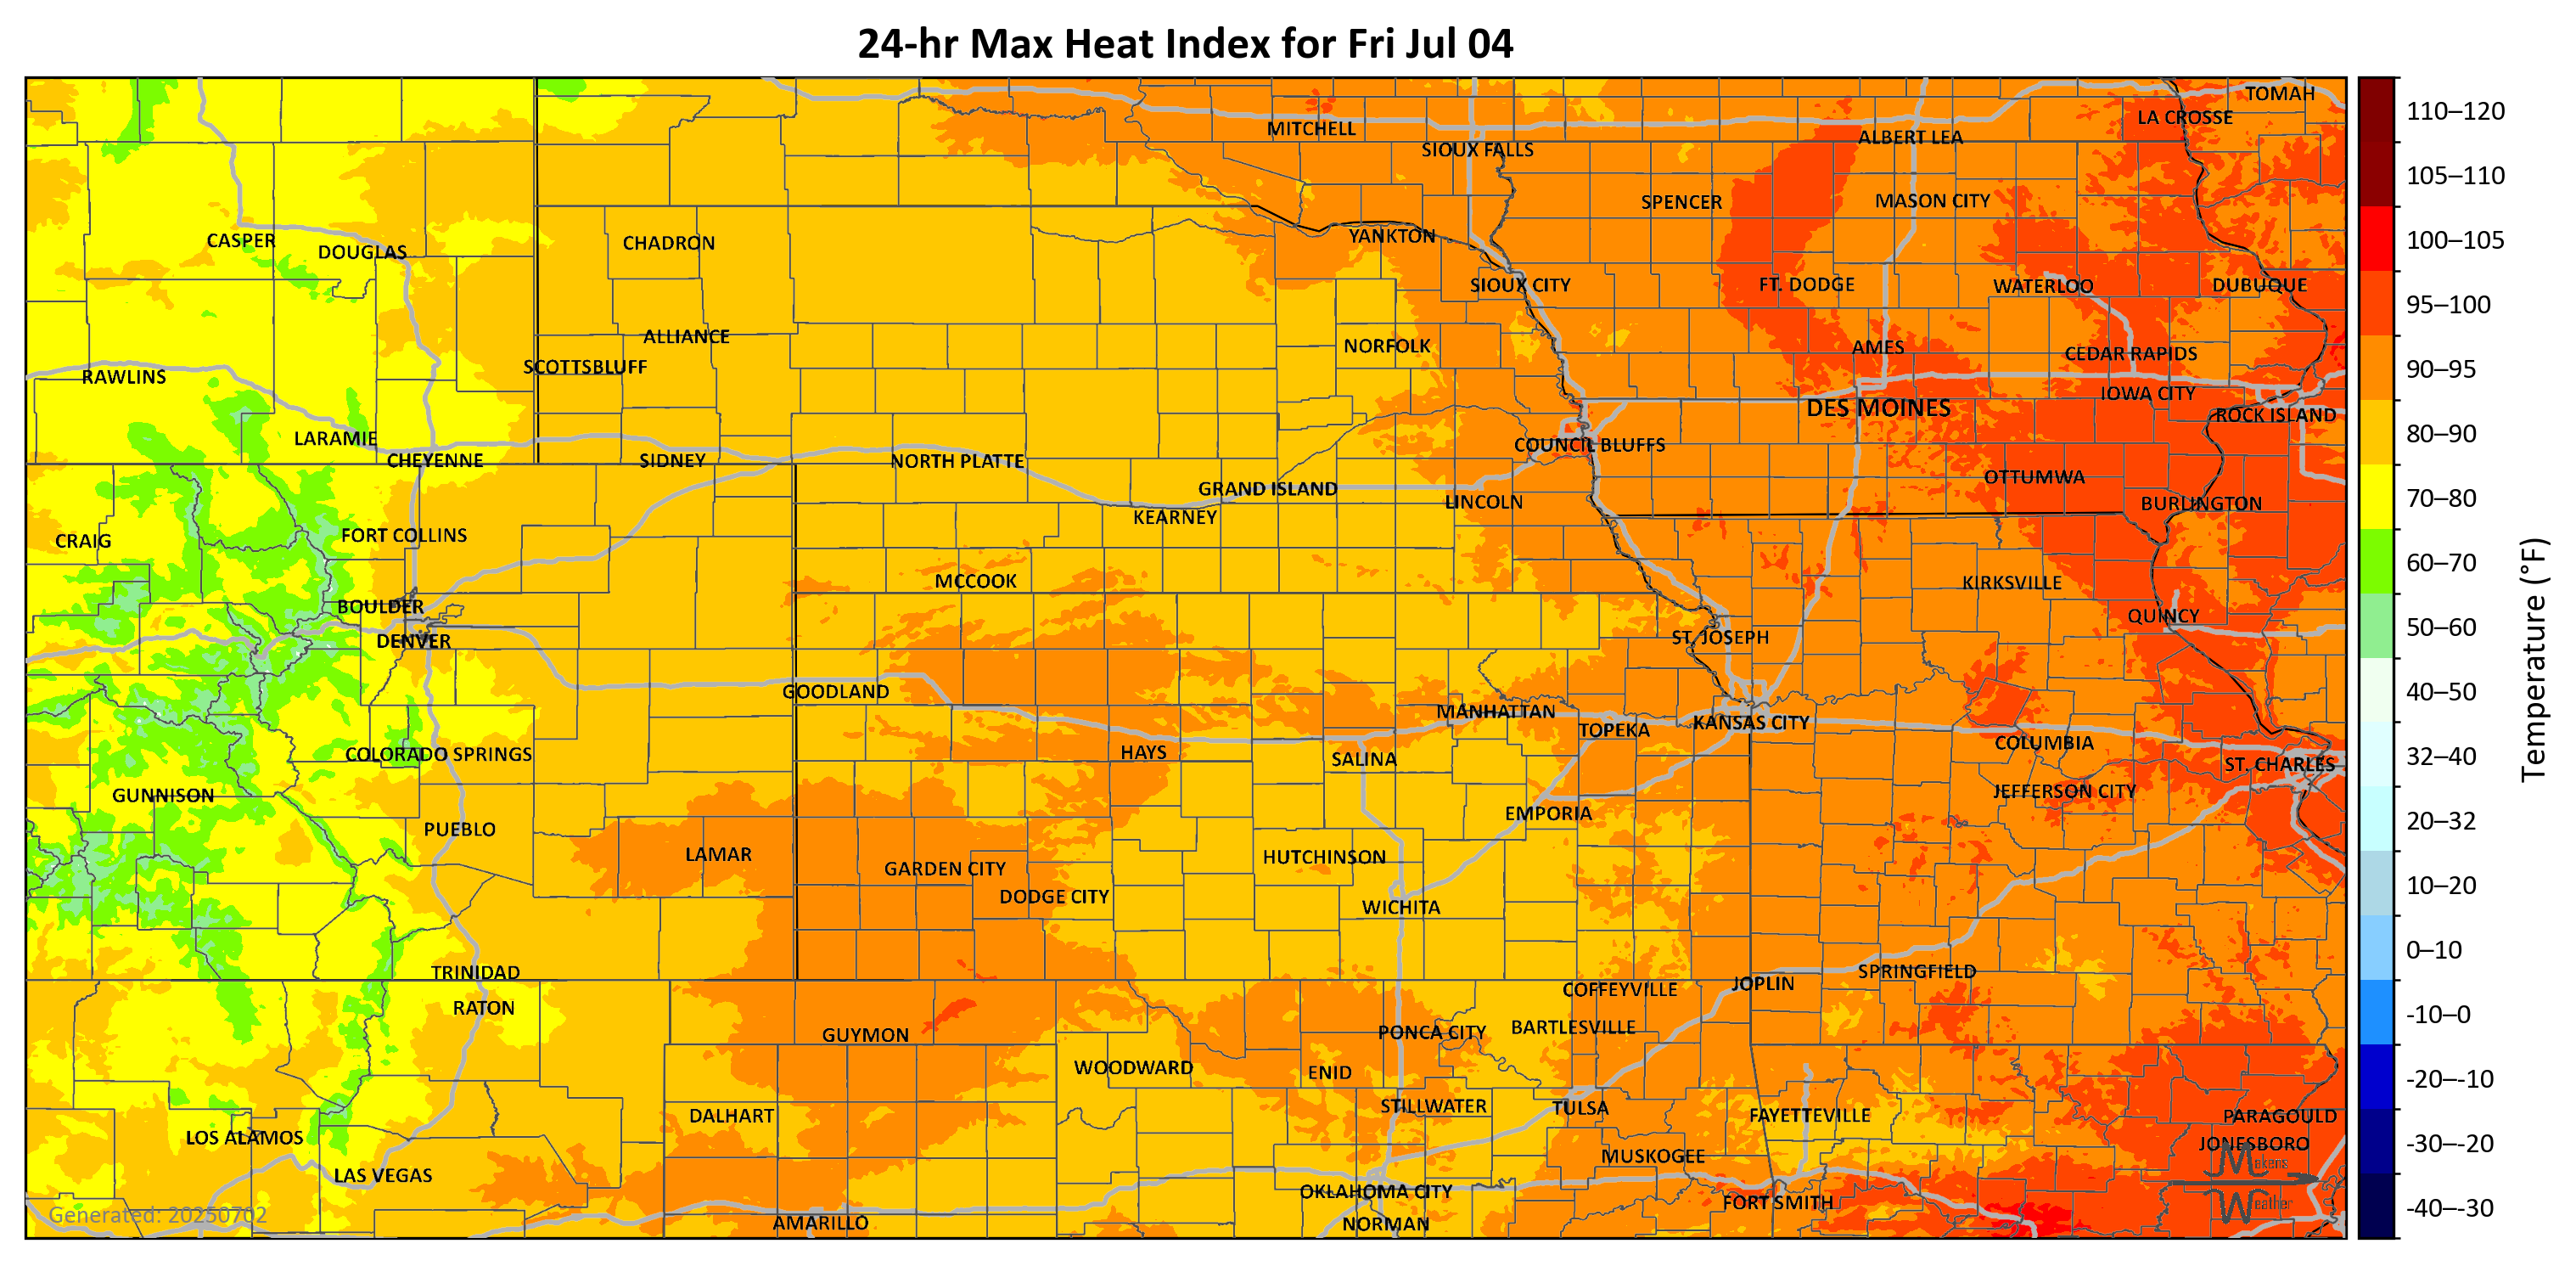 24-hr Max Heat Index for Fri Jul 04
TOMAH
LA CROSSE
MITCHELL
ALBERT LEA
SIOUX FALLS
SPENCER
MASON CITY
CASPER
DOUGLAS
CHADRON
YANKTON
SIOUX CITY
FT. DODGE
WATERLOO
DUBUQUE
ALLIANCE
NORFOLK
AMES
CEDAR RAPIDS
SCOTTSBLUFF
RAWLINS
IOWA CITY
DES MOINES
ROCK ISLAND
LARAMIE
COUNCIL BLUFFS
CHEYENNE
SIDNEY
NORTH PLATTE
OTTUMWA
GRAND ISLAND
LINCOLN
BURLINGTON
KEARNEY
FORT COLLINS
CRAIG
MCCOOK
KIRKSVILLE
BOULDER
QUINCY
DENVER
ST. JOSEPH
GOODLAND
MANHATTAN
TOPEKA
KANSAS CITY
COLUMBIA
COLORADO SPRINGS
HAYS
SALINA
ST. CHARLES
GUNNISON
JEFFERSON CITY
EMPORIA
PUEBLO
LAMAR
HUTCHINSON
GARDEN CITY
DODGE CITY
WICHITA
TRINIDAD
SPRINGFIELD
JOPLIN
COFFEYVILLE
RATON
GUYMON
PONCA CITY
BARTLESVILLE
WOODWARD
ENID
DALHART
STILLWATER
TULSA
FAYETTEVILLE
PARAGOULD
LOS ALAMOS
JONESBORO
MUSKOGEE
LAS VEGAS
OKLAHOMA CITY
FORT SMITH
AMARILLO
NORMAN
Makens
Weather
Generated: 20250702
110–120
105–110
100–105
95–100
90–95
80–90
70–80
60–70
50–60
40–50
32–40
20–32
10–20
0–10
-10–0
-20–-10
-30–-20
-40–-30
Temperature (°F)